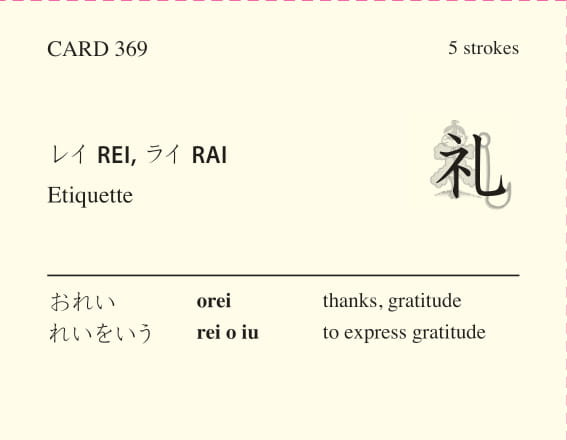 CARD 369
5 strokes
レイ REI, ライ RAI
礼
Etiquette
おれい orei thanks, gratitude
れいをいう rei o iu to express gratitude